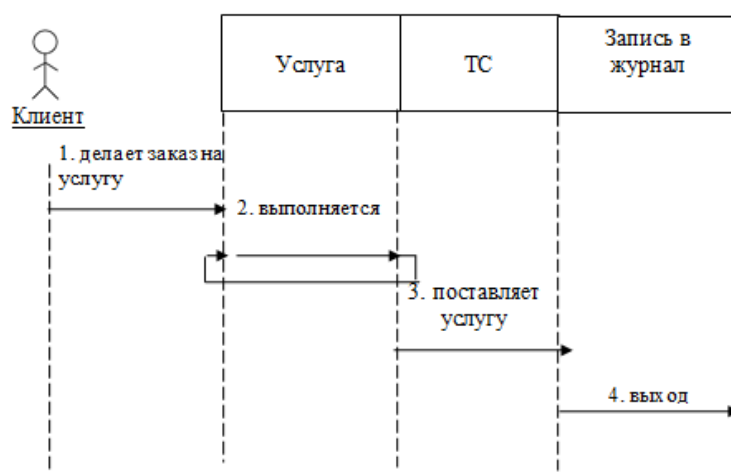 Услуга
ТС
Запись в
журнал
Клиент
1. делает заказ на
услугу
2. выполняется
3. поставляет
услугу
4. выход